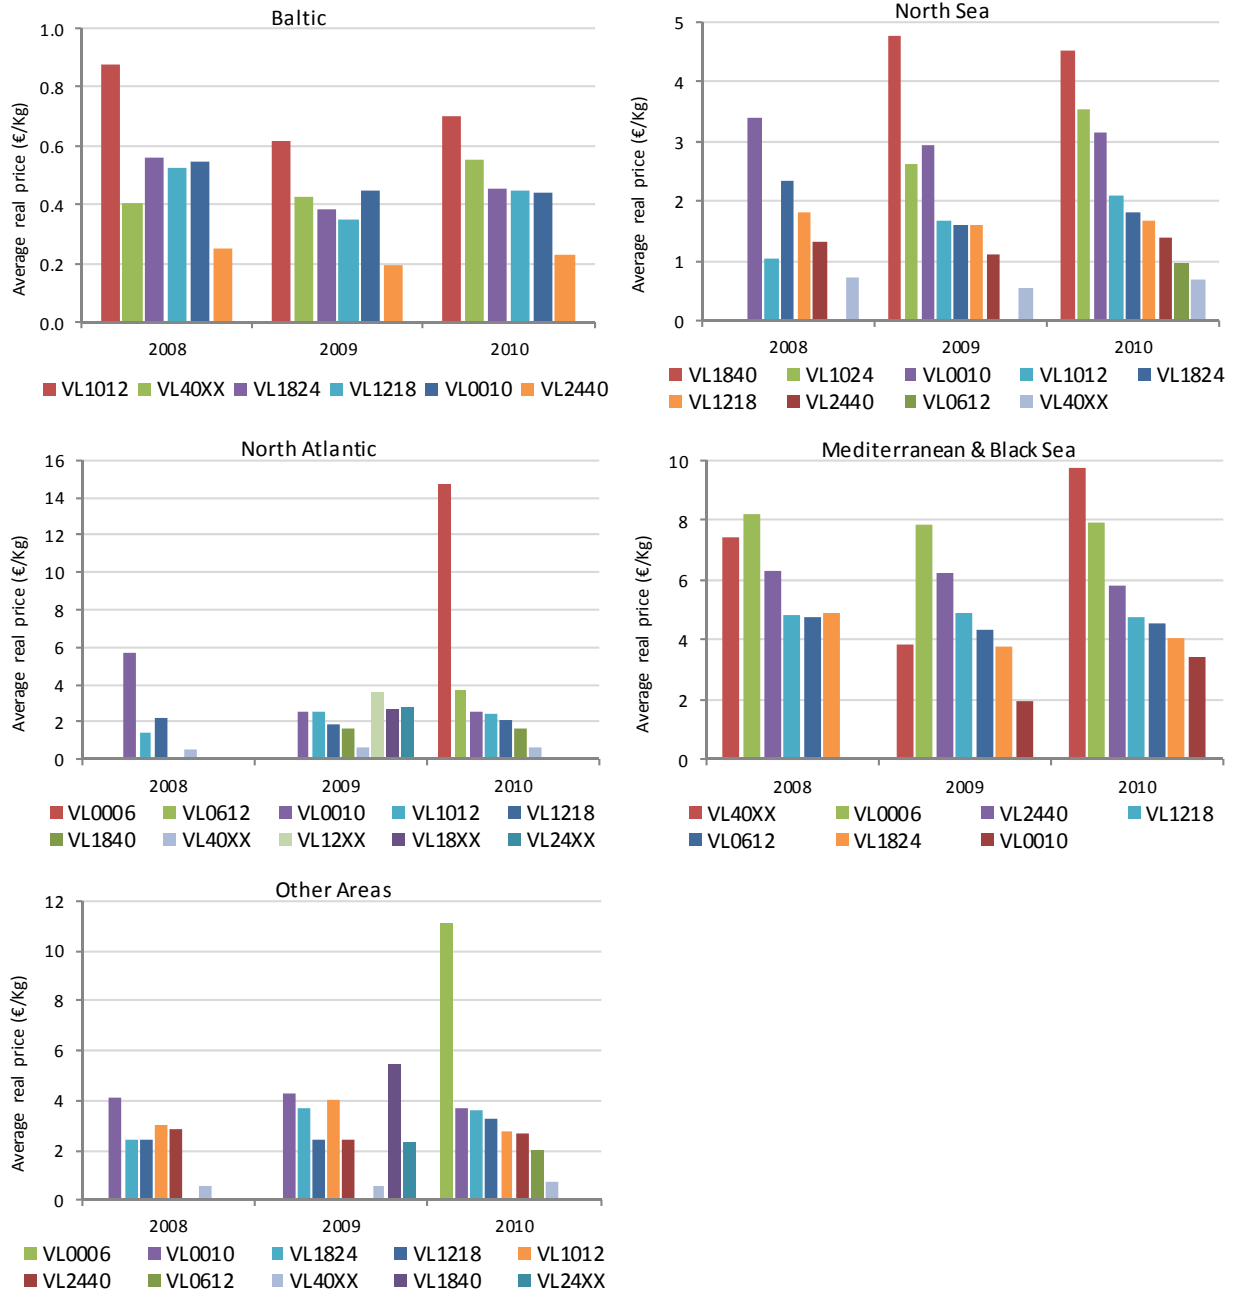 Baltic
Average real price (€/Kg)
1.0
0.8
0.6
0.4
0.2
0.0
2008 2009 2010
VL1012 VL40XX VL1824 VL1218 VL0010 VL2440
North Sea
Average real price (€/Kg)
5
4
3
2
1
0
2008 2009 2010
VL1840 VL1024 VL0010 VL1012 VL1824
VL1218 VL2440 VL0612 VL40XX
North Atlantic
Average real price (€/Kg)
16
14
12
10
8
6
4
2
0
2008 2009 2010
VL0006 VL0612 VL0010 VL1012 VL1218
VL1840 VL40XX VL12XX VL18XX VL24XX
Mediterranean & Black Sea
Average real price (€/Kg)
10
8
6
4
2
0
2008 2009 2010
VL40XX VL0006 VL2440 VL1218
VL0612 VL1824 VL0010
Other Areas
Average real price (€/Kg)
12
10
8
6
4
2
0
2008 2009 2010
VL0006 VL0010 VL1824 VL1218 VL1012
VL2440 VL0612 VL40XX VL1840 VL24XX